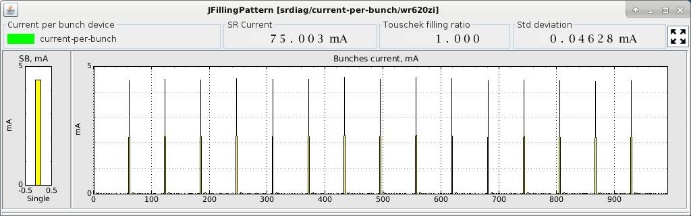 JFillingPattern [srdiag/current-per-bunch/wr620zi]
Current per bunch device
current-per-bunch
SR Current
75.003 mA
Touschek filling ratio
1.000
Std deviation
0.04628 mA
SB, mA
5
mA
0
-0.5 0.5
Single
Bunches current, mA
5
mA
0
0 100 200 300 400 500 600 700 800 900